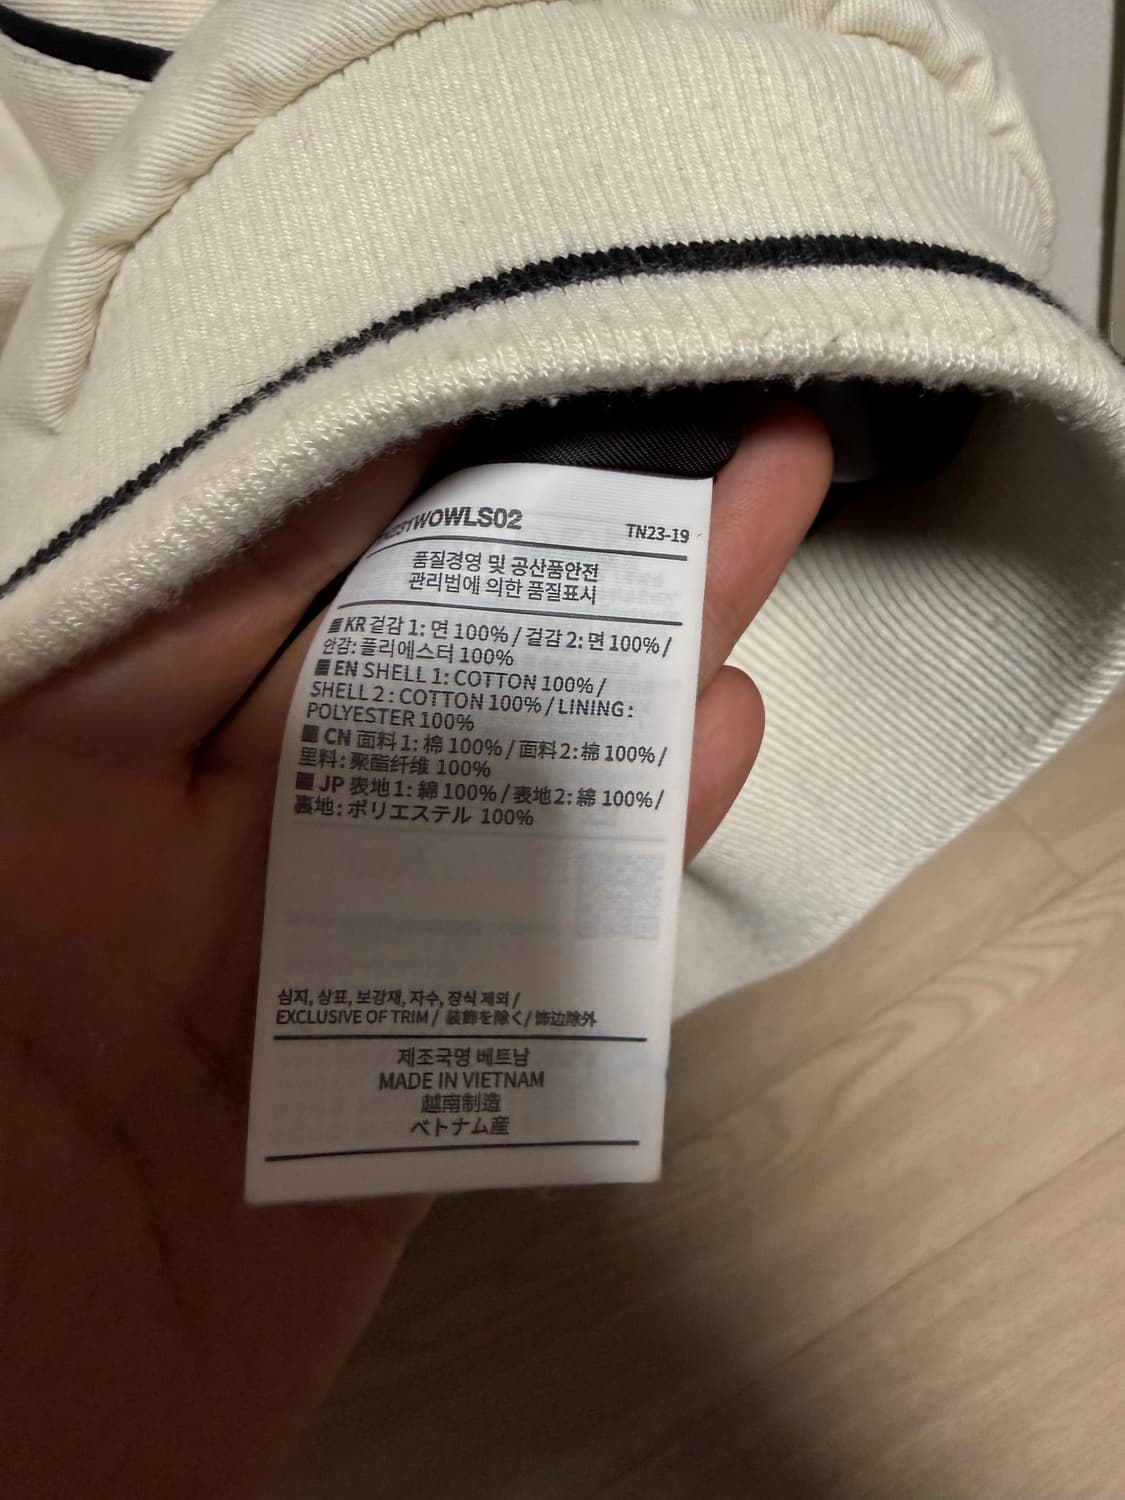 TN23-19
품질경영 및 공산품안전
관리법에 의한 품질표시
■ KR 겉감 1: 면 100% / 겉감 2: 면 100% /
안감: 폴리에스터 100%
■ EN SHELL 1: COTTON 100% /
SHELL 2: COTTON 100% / LINING:
POLYESTER 100%
■ CN 面料 1: 棉 100% / 面料 2: 棉 100% /
里料: 聚酯纤维 100%
■ JP 表地 1: 綿 100% / 表地 2: 綿 100% /
裏地: ポリエステル 100%
심지, 상표, 보강재, 자수, 장식 제외 /
EXCLUSIVE OF TRIM / 装飾を除く / 饰边除外
제조국명 베트남
MADE IN VIETNAM
越南制造
ベトナム産